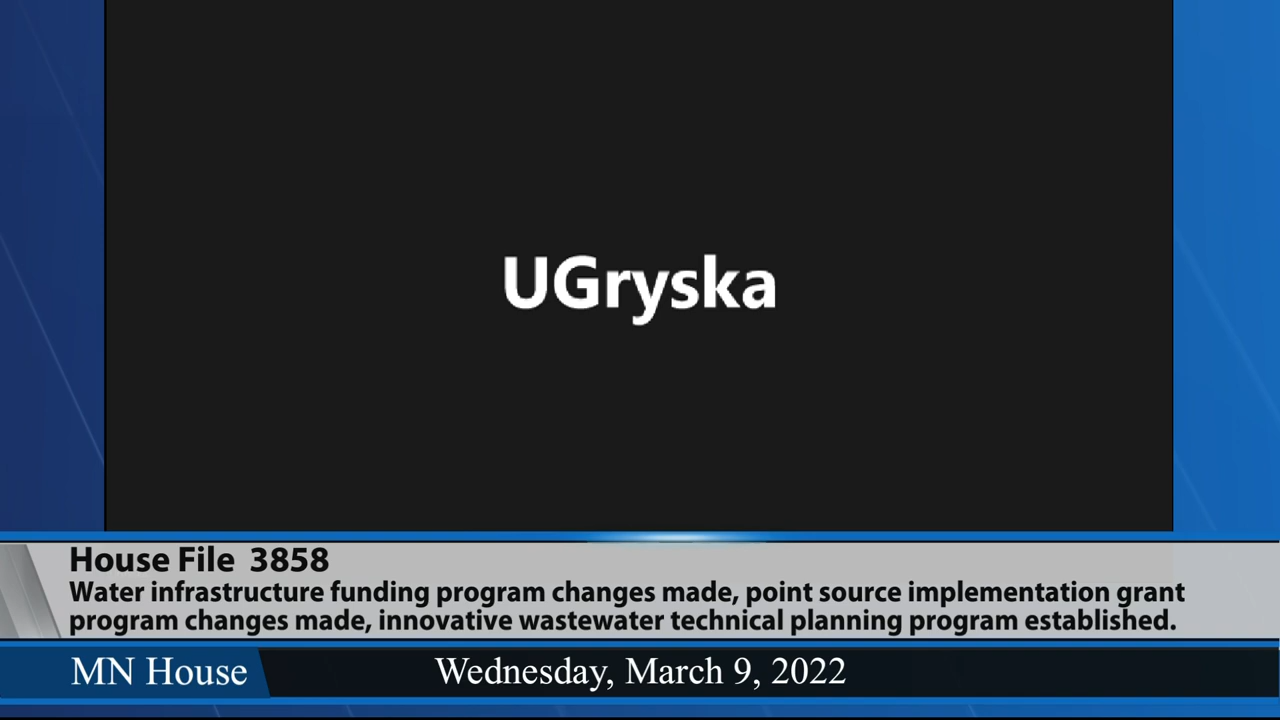 UGryska
House File 3858
Water infrastructure funding program changes made, point source implementation grant
program changes made, innovative wastewater technical planning program established.
MN House
Wednesday, March 9, 2022